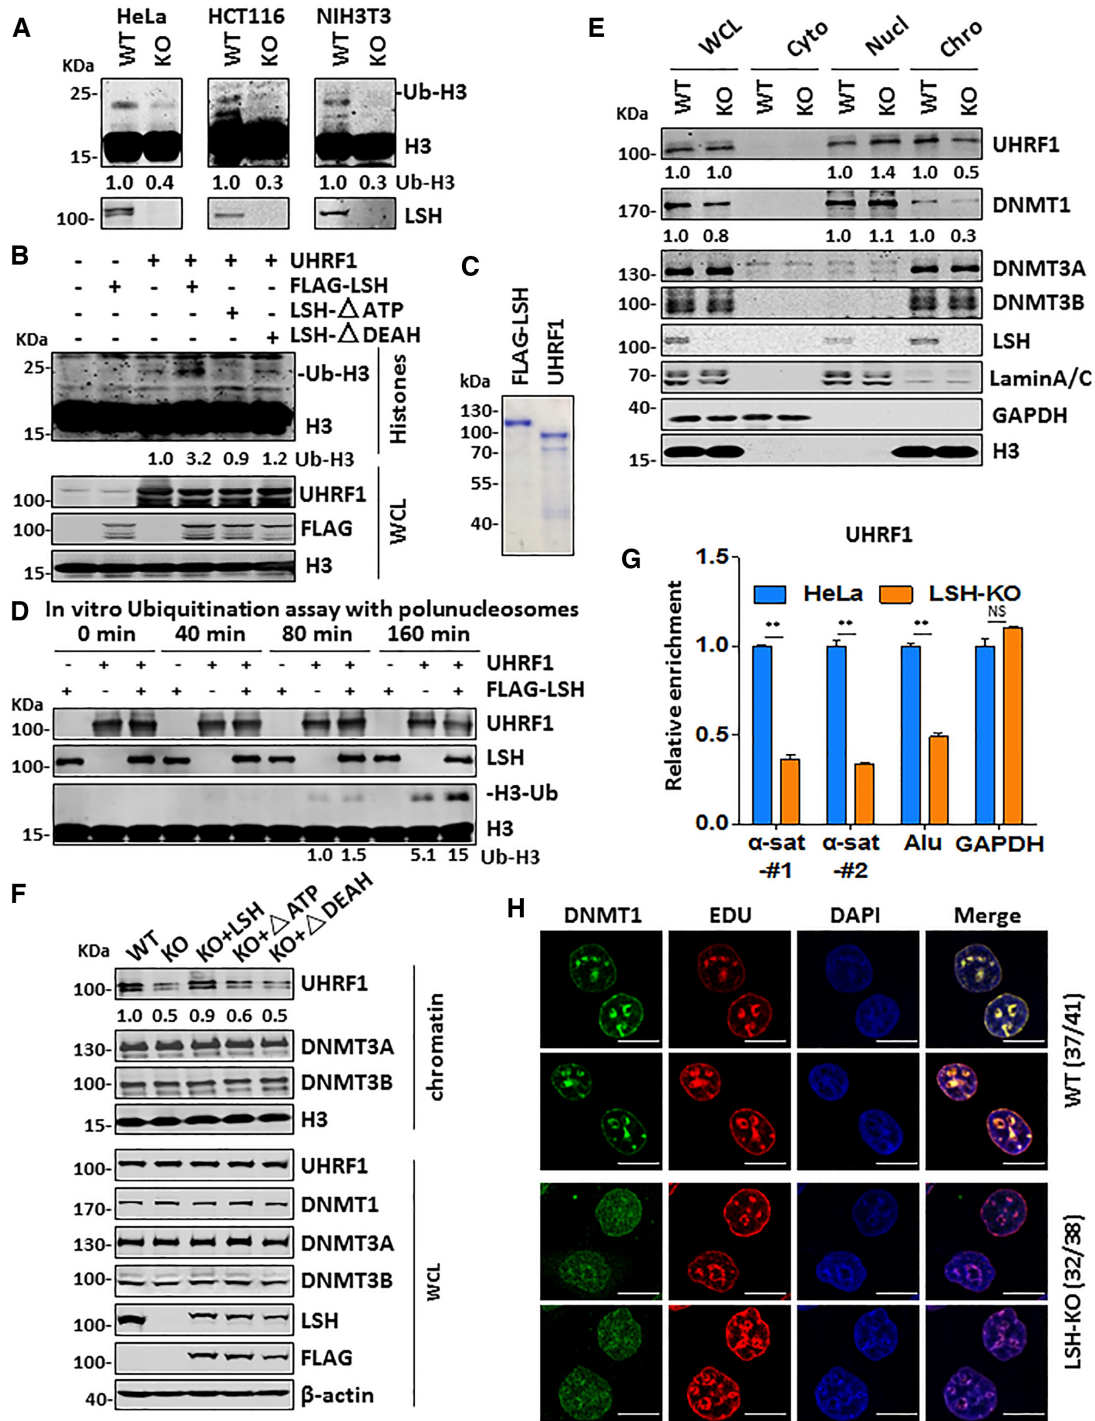 A
HeLa HCT116 NIH3T3
WT KO WT KO WT KO
KDa
25-
-Ub-H3
H3
15-
1.0 0.4 1.0 0.3 1.0 0.3 Ub-H3
100- LSH
B
- - + + + + UHRF1
- + - + - - FLAG-LSH
- - - - + - LSH-△ATP
- - - - - + LSH-△DEAH
KDa
25-
-Ub-H3
H3
15-
Histones
1.0 3.2 0.9 1.2 Ub-H3
100- UHRF1
100- FLAG
15- H3
WCL
C
FLAG-LSH UHRF1
kDa
130-
100-
70-
55-
40-
D In vitro Ubiquitination assay with polunucleosomes
0 min 40 min 80 min 160 min
- + + - + + - + + - + + UHRF1
+ - + + - + + - + + - + FLAG-LSH
KDa
100- UHRF1
100- LSH
-H3-Ub
15- H3
1.0 1.5 5.1 15 Ub-H3
E
WCL Cyto Nucl Chro
WT KO WT KO WT KO WT KO
KDa
100- UHRF1
1.0 1.0 1.0 1.4 1.0 0.5
170- DNMT1
1.0 0.8 1.0 1.1 1.0 0.3
130- DNMT3A
100- DNMT3B
100- LSH
70- LaminA/C
40- GAPDH
15- H3
F
WT KO KO+LSH KO+△ATP KO+△DEAH
KDa
100- UHRF1
1.0 0.5 0.9 0.6 0.5
130- DNMT3A
100- DNMT3B
15- H3
chromatin
100- UHRF1
170- DNMT1
130- DNMT3A
100- DNMT3B
100- LSH
100- FLAG
40- β-actin
WCL
G
UHRF1
HeLa LSH-KO
Relative enrichment
1.5
1.0
0.5
0.0
** ** ** NS
α-sat -#1
α-sat -#2
Alu
GAPDH
H
DNMT1 EDU DAPI Merge
WT (37/41)
LSH-KO (32/38)